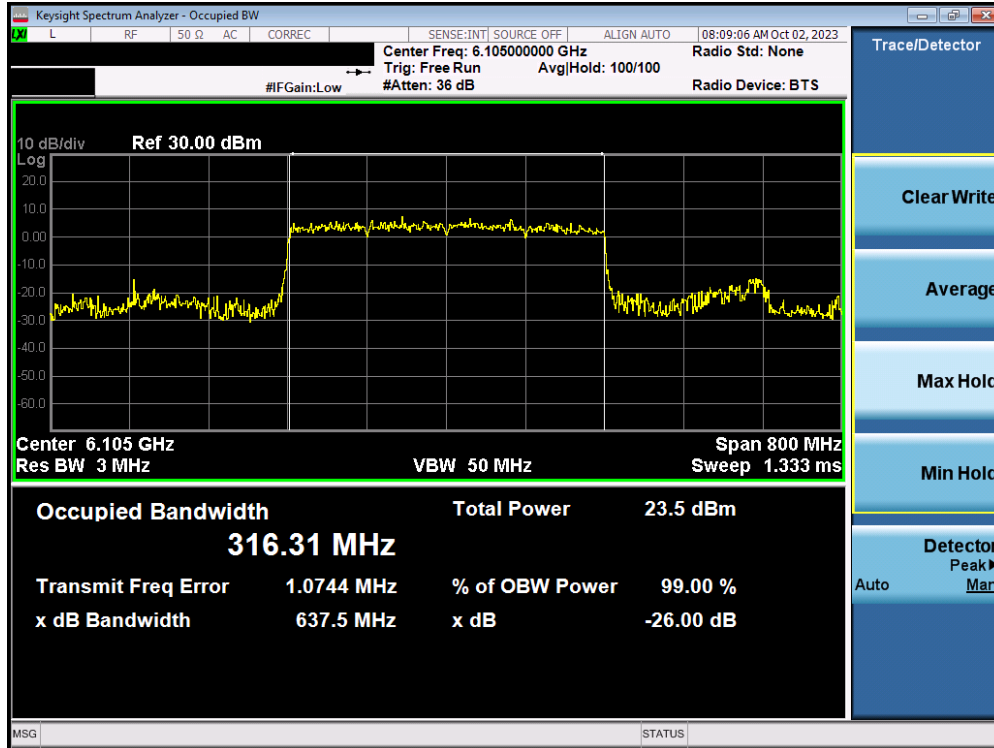 Keysight Spectrum Analyzer - Occupied BW
LXI L RF 50 Ω AC CORREC SENSE:INT SOURCE OFF ALIGN AUTO 08:09:06 AM Oct 02, 2023
Center Freq: 6.105000000 GHz Radio Std: None
Trig: Free Run Avg|Hold: 100/100
#IFGain:Low #Atten: 36 dB Radio Device: BTS
10 dB/div Ref 30.00 dBm
Log
20.0
10.0
0.00
-10.0
-20.0
-30.0
-40.0
-50.0
-60.0
Center 6.105 GHz Span 800 MHz
Res BW 3 MHz VBW 50 MHz Sweep 1.333 ms
Occupied Bandwidth Total Power 23.5 dBm
316.31 MHz
Transmit Freq Error 1.0744 MHz % of OBW Power 99.00 %
x dB Bandwidth 637.5 MHz x dB -26.00 dB
MSG STATUS
Trace/Detector
Clear Write
Average
Max Hold
Min Hold
Detector
Peak
Auto Man